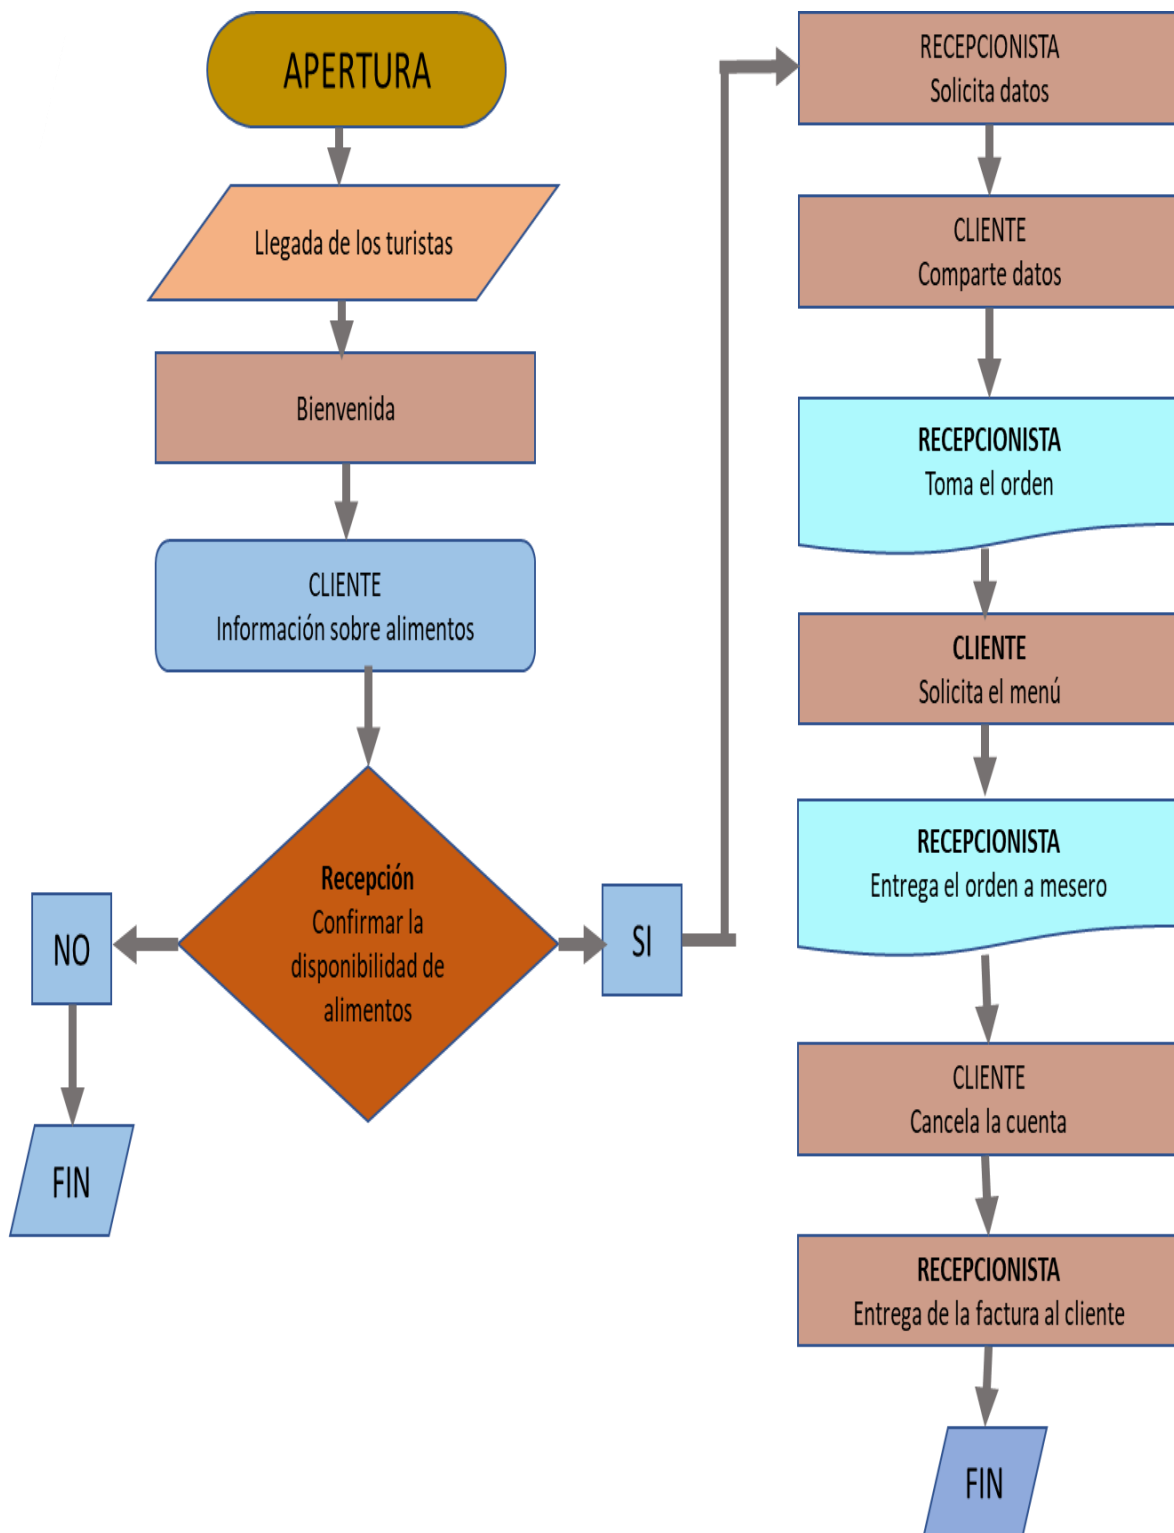 APERTURA
Llegada de los turistas
Bienvenida
CLIENTE
Información sobre alimentos
Recepción
Confirmar la
disponibilidad de
alimentos
NO
SI
FIN
RECEPCIONISTA
Solicita datos
CLIENTE
Comparte datos
RECEPCIONISTA
Toma el orden
CLIENTE
Solicita el menú
RECEPCIONISTA
Entrega el orden a mesero
CLIENTE
Cancela la cuenta
RECEPCIONISTA
Entrega de la factura al cliente
FIN